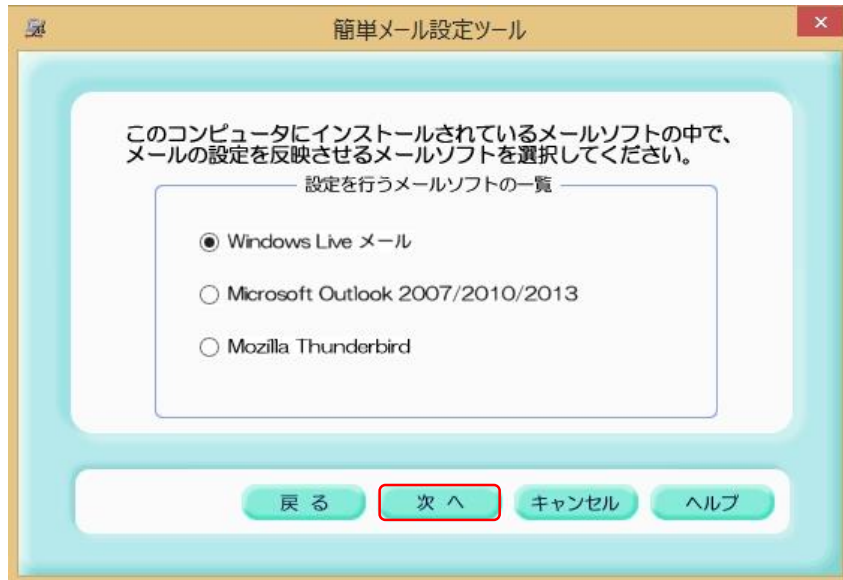 簡単メール設定ツール
このコンピュータにインストールされているメールソフトの中で、
メールの設定を反映させるメールソフトを選択してください。
設定を行うメールソフトの一覧
Windows Live メール
Microsoft Outlook 2007/2010/2013
Mozilla Thunderbird
戻 る 次 へ キャンセル ヘルプ